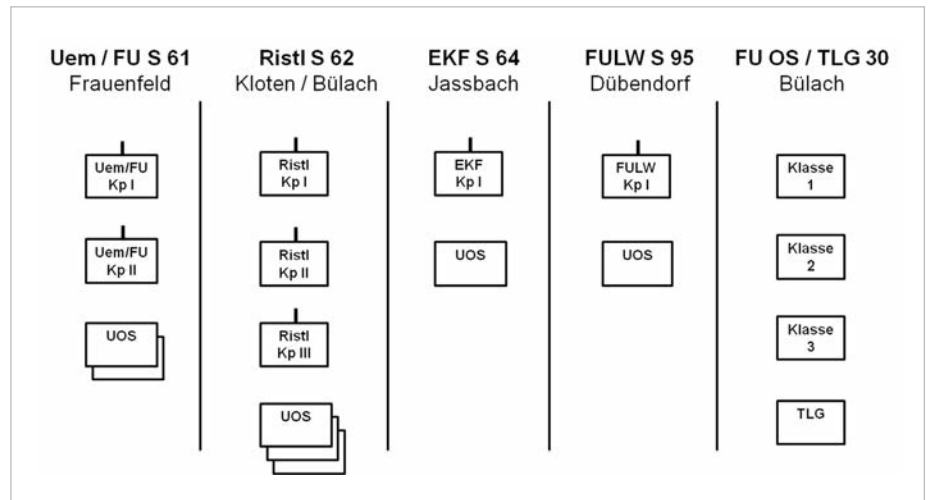 Uem / FU S 61
Frauenfeld
Uem/FU
Kp I
Uem/FU
Kp II
UOS
Ristl S 62
Kloten / Bülach
Ristl
Kp I
Ristl
Kp II
Ristl
Kp III
UOS
EKF S 64
Jassbach
EKF
Kp I
UOS
FULW S 95
Dübendorf
FULW
Kp I
UOS
FU OS / TLG 30
Bülach
Klasse
1
Klasse
2
Klasse
3
TLG